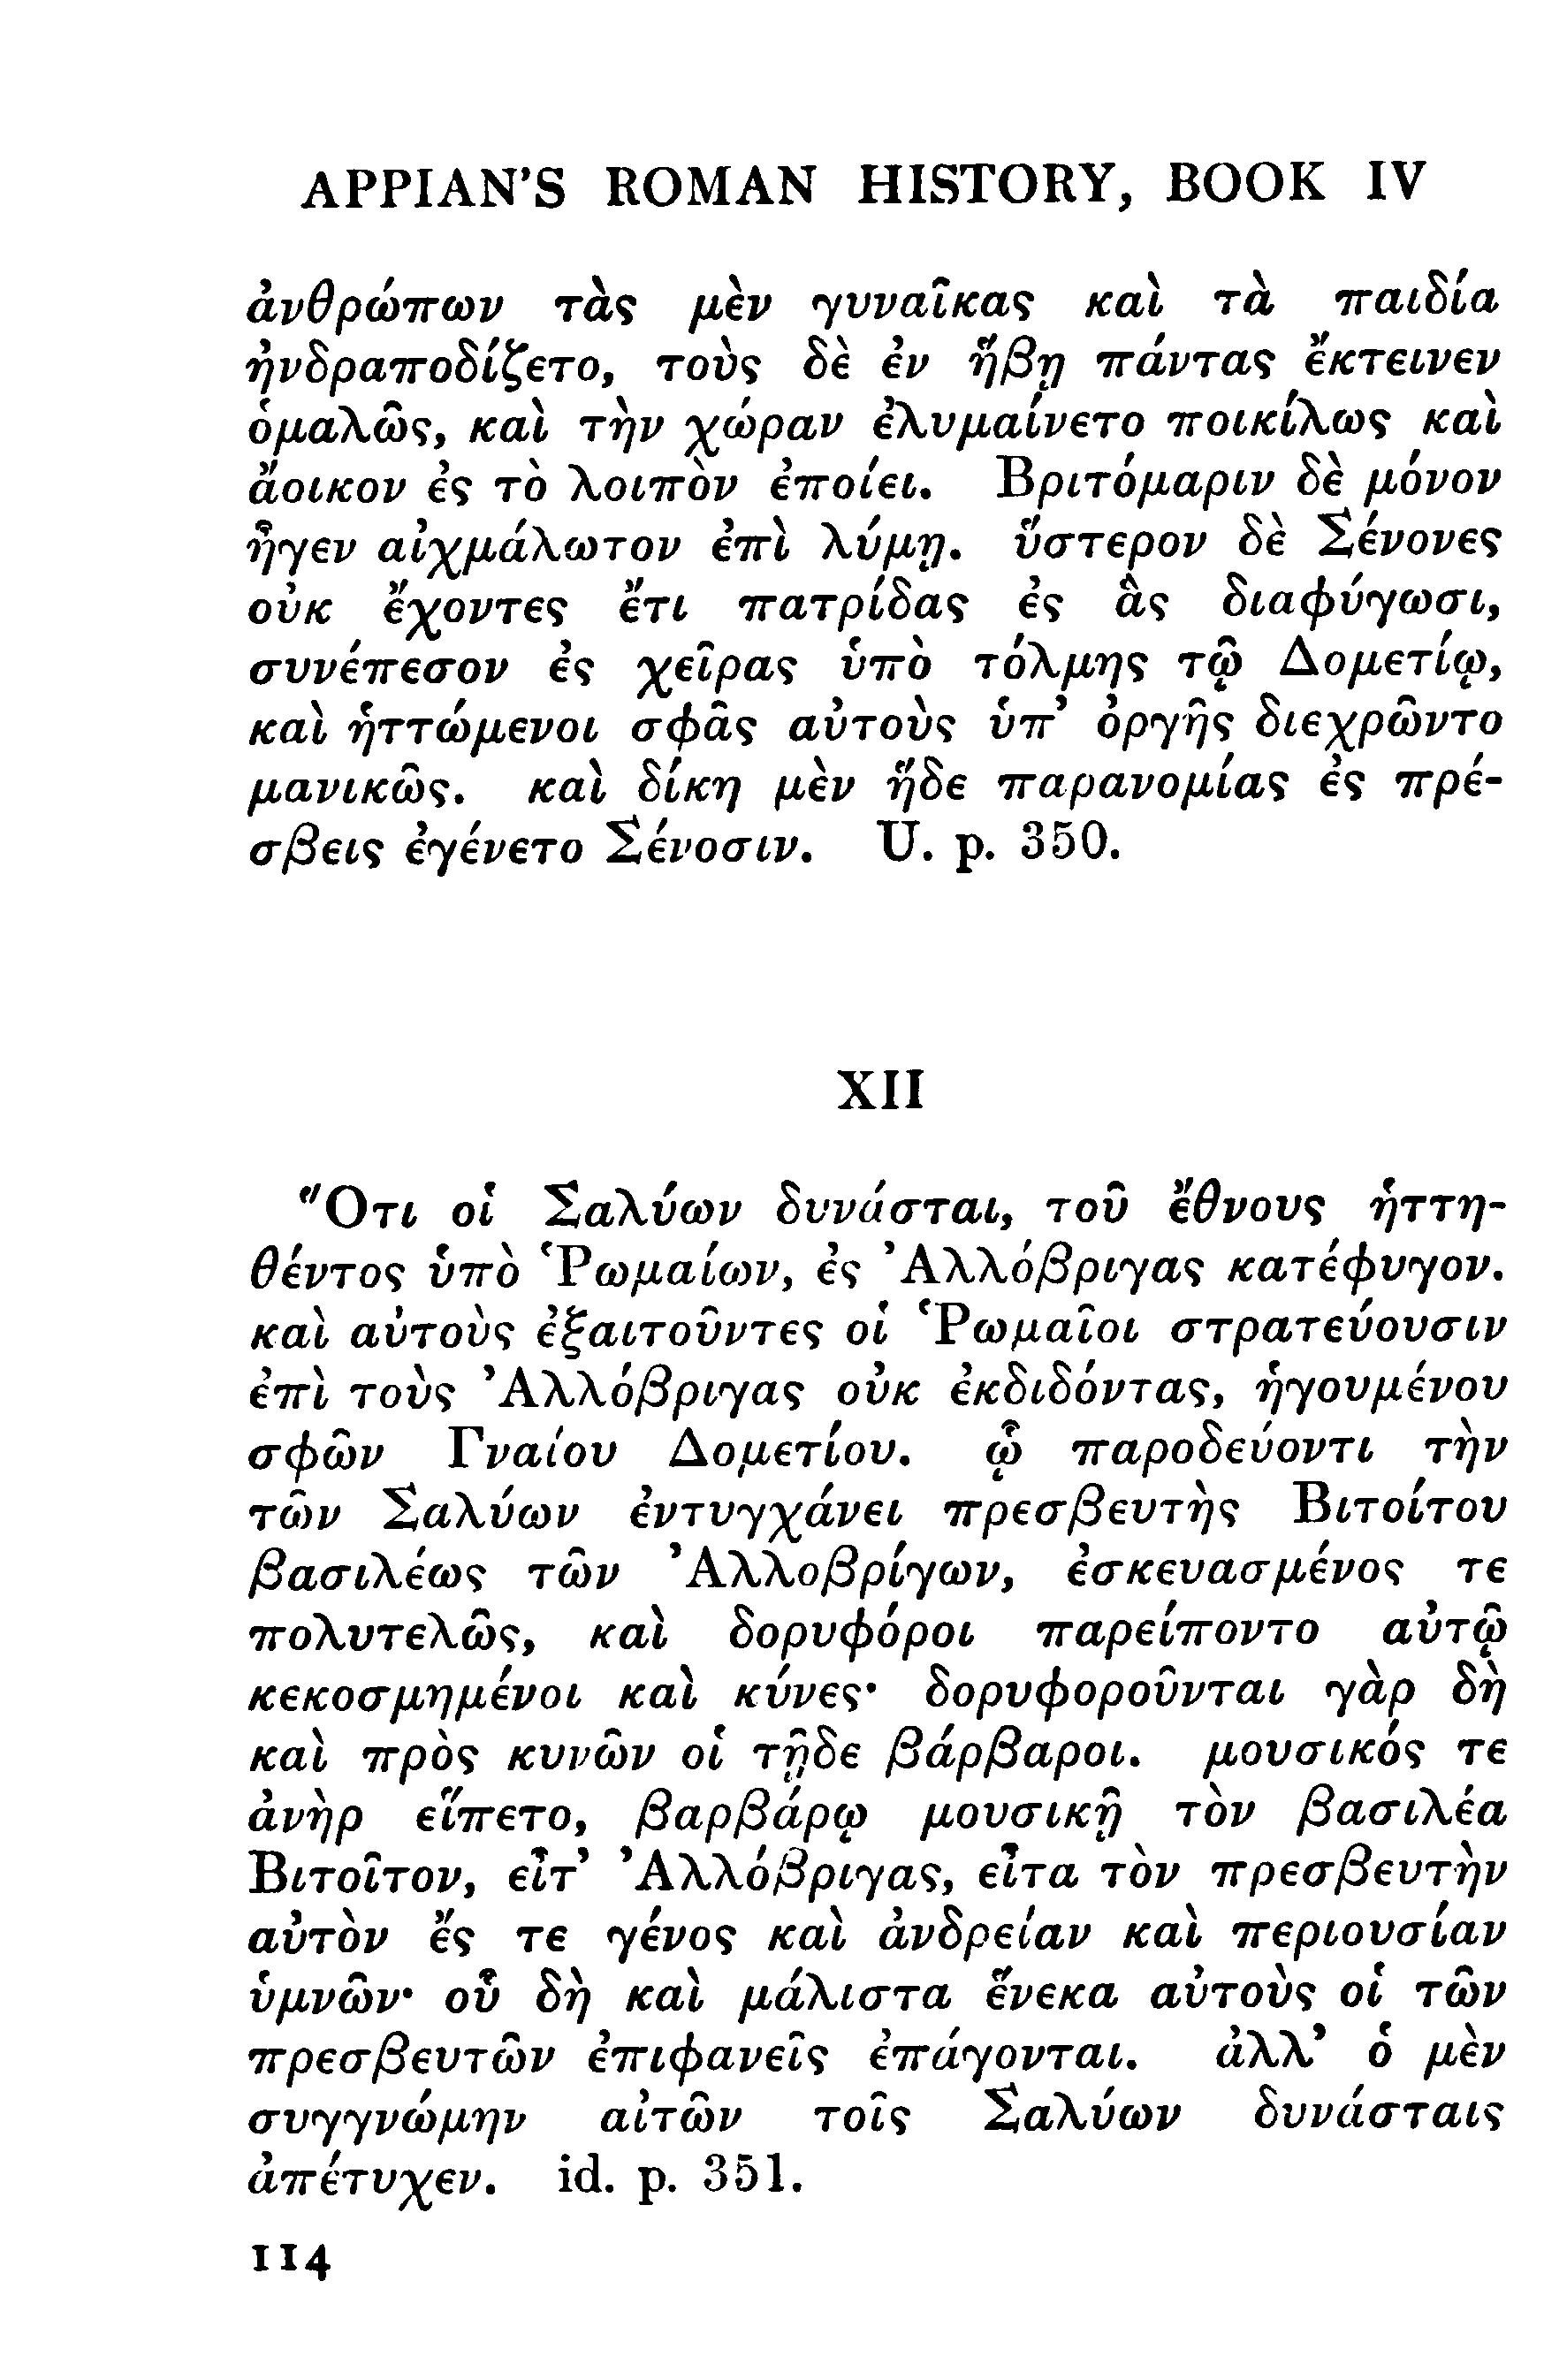 APPIAN'S ROMAN HISTORY, BOOK IV
ἀνθρώπων τὰς μὲν γυναῖκας καὶ τὰ παιδία
ἠνδραποδίζετο, τοὺς δὲ ἐν ἥβῃ πάντας ἔκτεινεν
ὁμαλῶς, καὶ τὴν χώραν ἐλυμαίνετο ποικίλως καὶ
ἄοικον ἐς τὸ λοιπὸν ἐποίει. Βριτόμαριν δὲ μόνον
ἦγεν αἰχμάλωτον ἐπὶ λύμῃ. ὕστερον δὲ Σένονες
οὐκ ἔχοντες ἔτι πατρίδας ἐς ἃς διαφύγωσι,
συνέπεσον ἐς χεῖρας ὑπὸ τόλμης τῷ Δομετίῳ,
καὶ ἡττώμενοι σφᾶς αὐτοὺς ὑπ' ὀργῆς διεχρῶντο
μανικῶς. καὶ δίκη μὲν ἥδε παρανομίας ἐς πρέ-
σβεις ἐγένετο Σένοσιν. U. p. 350.
XII
Ὅτι οἱ Σαλύων δυνάσται, τοῦ ἔθνους ἡττη-
θέντος ὑπὸ Ῥωμαίων, ἐς Ἀλλόβριγας κατέφυγον.
καὶ αὐτοὺς ἐξαιτοῦντες οἱ Ῥωμαῖοι στρατεύουσιν
ἐπὶ τοὺς Ἀλλόβριγας οὐκ ἐκδιδόντας, ἡγουμένου
σφῶν Γναίου Δομετίου. ᾧ παροδεύοντι τὴν
τῶν Σαλύων ἐντυγχάνει πρεσβευτὴς Βιτοίτου
βασιλέως τῶν Ἀλλοβρίγων, ἐσκευασμένος τε
πολυτελῶς, καὶ δορυφόροι παρείποντο αὐτῷ
κεκοσμημένοι καὶ κύνες· δορυφοροῦνται γὰρ δὴ
καὶ πρὸς κυνῶν οἱ τῇδε βάρβαροι. μουσικός τε
ἀνὴρ εἵπετο, βαρβάρῳ μουσικῇ τὸν βασιλέα
Βιτοῖτον, εἶτ' Ἀλλόβριγας, εἶτα τὸν πρεσβευτὴν
αὐτὸν ἔς τε γένος καὶ ἀνδρείαν καὶ περιουσίαν
ὑμνῶν· οὗ δὴ καὶ μάλιστα ἕνεκα αὐτοὺς οἱ τῶν
πρεσβευτῶν ἐπιφανεῖς ἐπάγονται. ἀλλ' ὁ μὲν
συγγνώμην αἰτῶν τοῖς Σαλύων δυνάσταις
ἀπέτυχεν. id. p. 351.
114